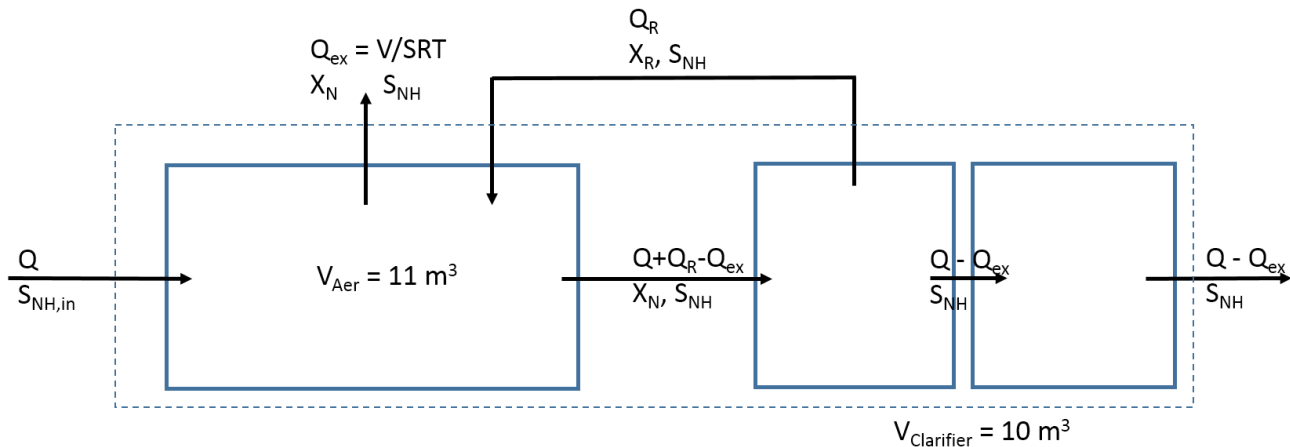 Q_R
X_R, S_NH
Q_ex = V/SRT
X_N S_NH
Q
S_NH,in
V_Aer = 11 m³
Q+Q_R-Q_ex
X_N, S_NH
Q - Q_ex
S_NH
Q - Q_ex
S_NH
V_Clarifier = 10 m³